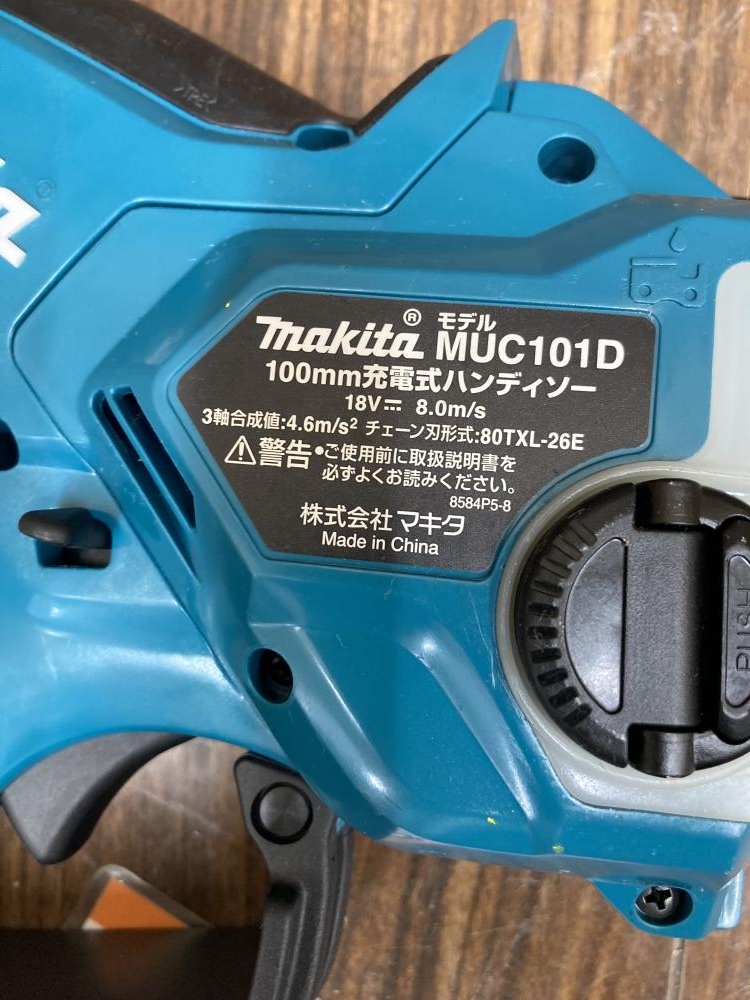 makita® モデル MUC101D
100mm充電式ハンディソー
18V⎓ 8.0m/s
3軸合成値:4.6m/s² チェーン刃形式:80TXL-26E
⚠警告・ご使用前に取扱説明書を
必ずよくお読みください。
8584P5-8
株式会社マキタ
Made in China
PUSH